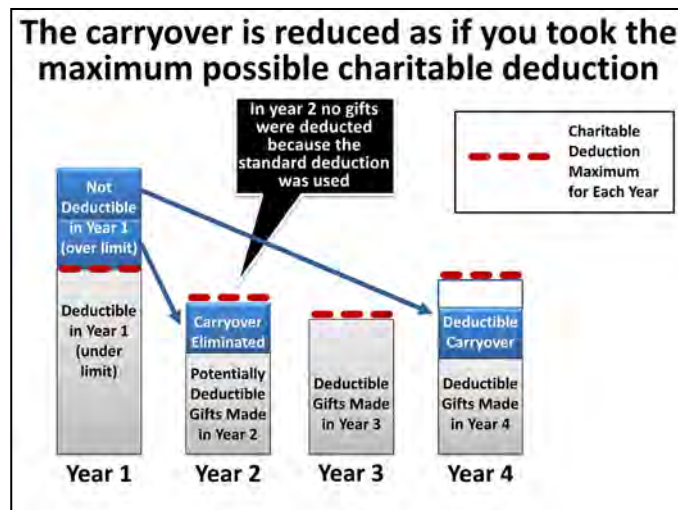 The carryover is reduced as if you took the
maximum possible charitable deduction
In year 2 no gifts
were deducted
because the
standard deduction
was used
Charitable
Deduction
Maximum
for Each Year
Not
Deductible
in Year 1
(over limit)
Deductible
in Year 1
(under
limit)
Carryover
Eliminated
Potentially
Deductible
Gifts Made
in Year 2
Deductible
Gifts Made
in Year 3
Deductible
Carryover
Deductible
Gifts Made
in Year 4
Year 1
Year 2
Year 3
Year 4